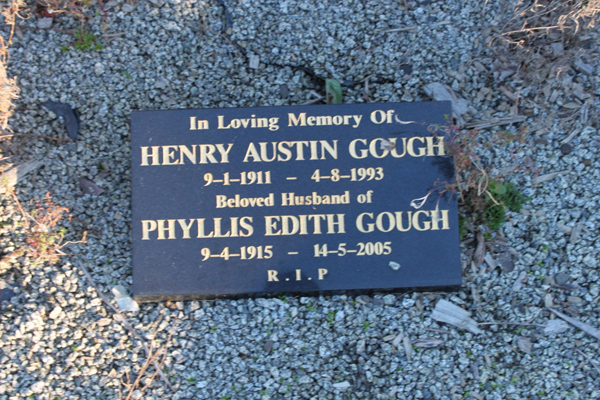 In Loving Memory Of
HENRY AUSTIN GOUGH
9-1-1911 - 4-8-1993
Beloved Husband of
PHYLLIS EDITH GOUGH
9-4-1915 - 14-5-2005
R.I.P